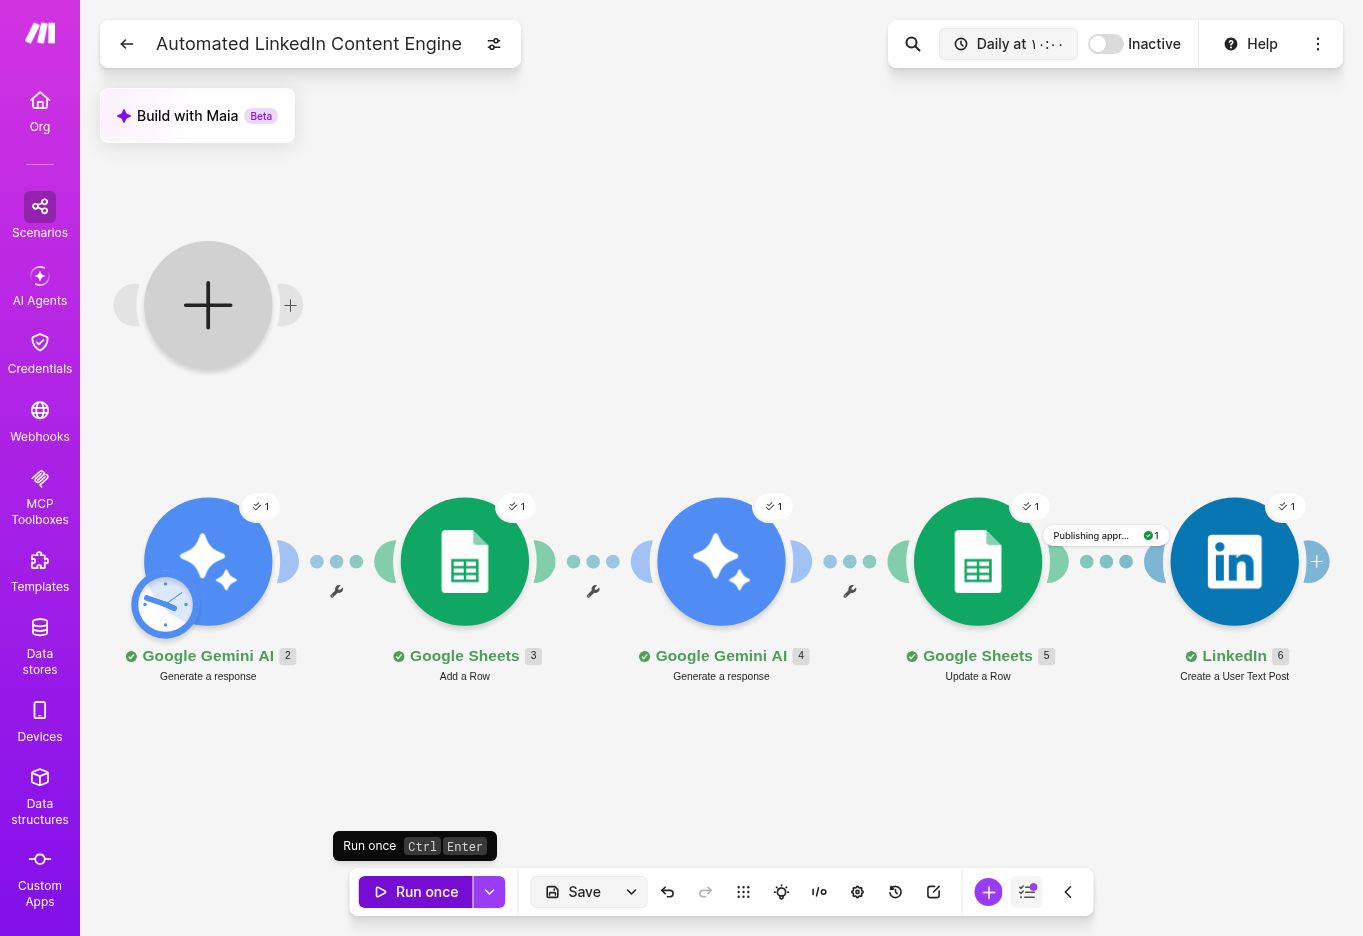 Automated LinkedIn Content Engine
Daily at ١٠:٠٠
Inactive
Help
Build with Maia Beta
Org
Scenarios
AI Agents
Credentials
Webhooks
MCP
Toolboxes
Templates
Data
stores
Devices
Data
structures
Custom
Apps
1
1
1
1
1
Publishing appr... 1
Google Gemini AI 2
Generate a response
Google Sheets 3
Add a Row
Google Gemini AI 4
Generate a response
Google Sheets 5
Update a Row
in
LinkedIn 6
Create a User Text Post
Run once Ctrl Enter
Run once
Save
I/O